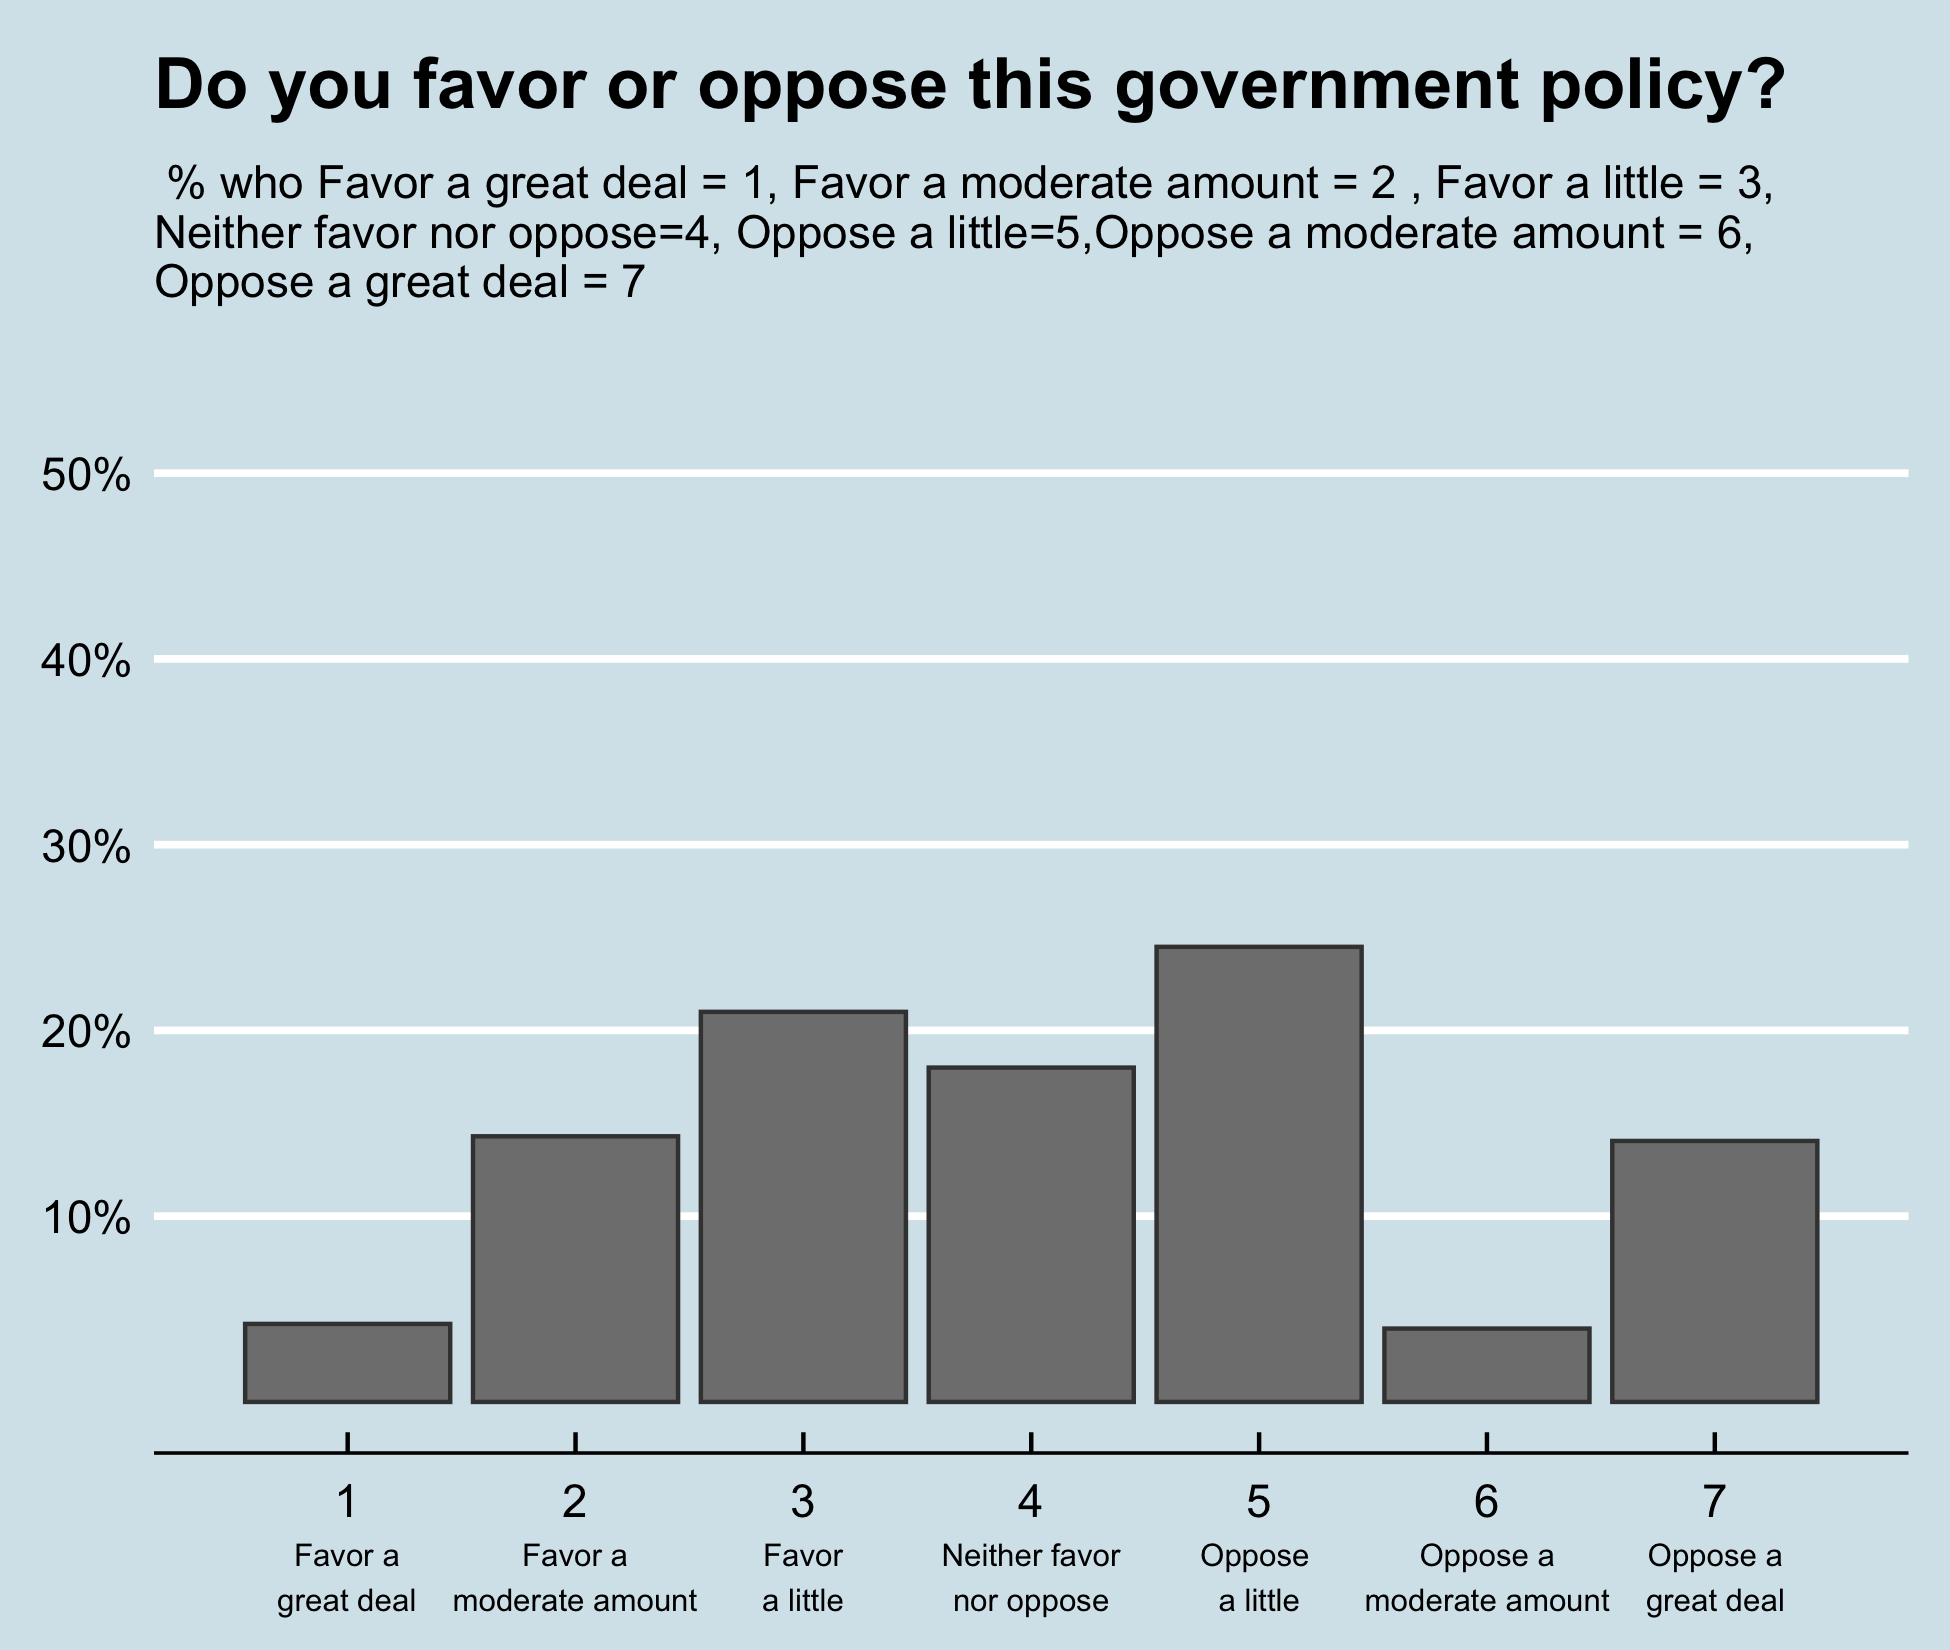 Do you favor or oppose this government policy?
% who Favor a great deal = 1, Favor a moderate amount = 2 , Favor a little = 3,
Neither favor nor oppose=4, Oppose a little=5,Oppose a moderate amount = 6,
Oppose a great deal = 7
50%
40%
30%
20%
10%
1 2 3 4 5 6 7
Favor a Favor a Favor Neither favor Oppose Oppose a Oppose a
great deal moderate amount a little nor oppose a little moderate amount great deal